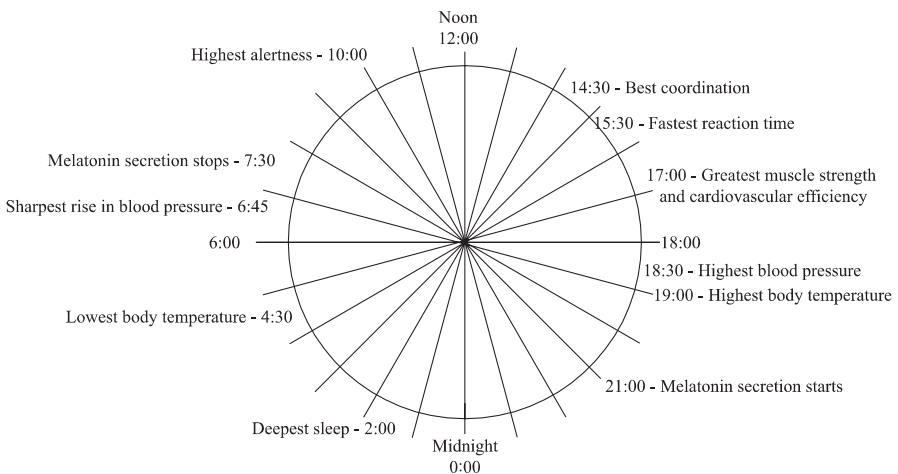 Noon
12:00
Highest alertness - 10:00
14:30 - Best coordination
15:30 - Fastest reaction time
Melatonin secretion stops - 7:30
17:00 - Greatest muscle strength
and cardiovascular efficiency
Sharpest rise in blood pressure - 6:45
6:00
18:00
18:30 - Highest blood pressure
19:00 - Highest body temperature
Lowest body temperature - 4:30
21:00 - Melatonin secretion starts
Deepest sleep - 2:00
Midnight
0:00